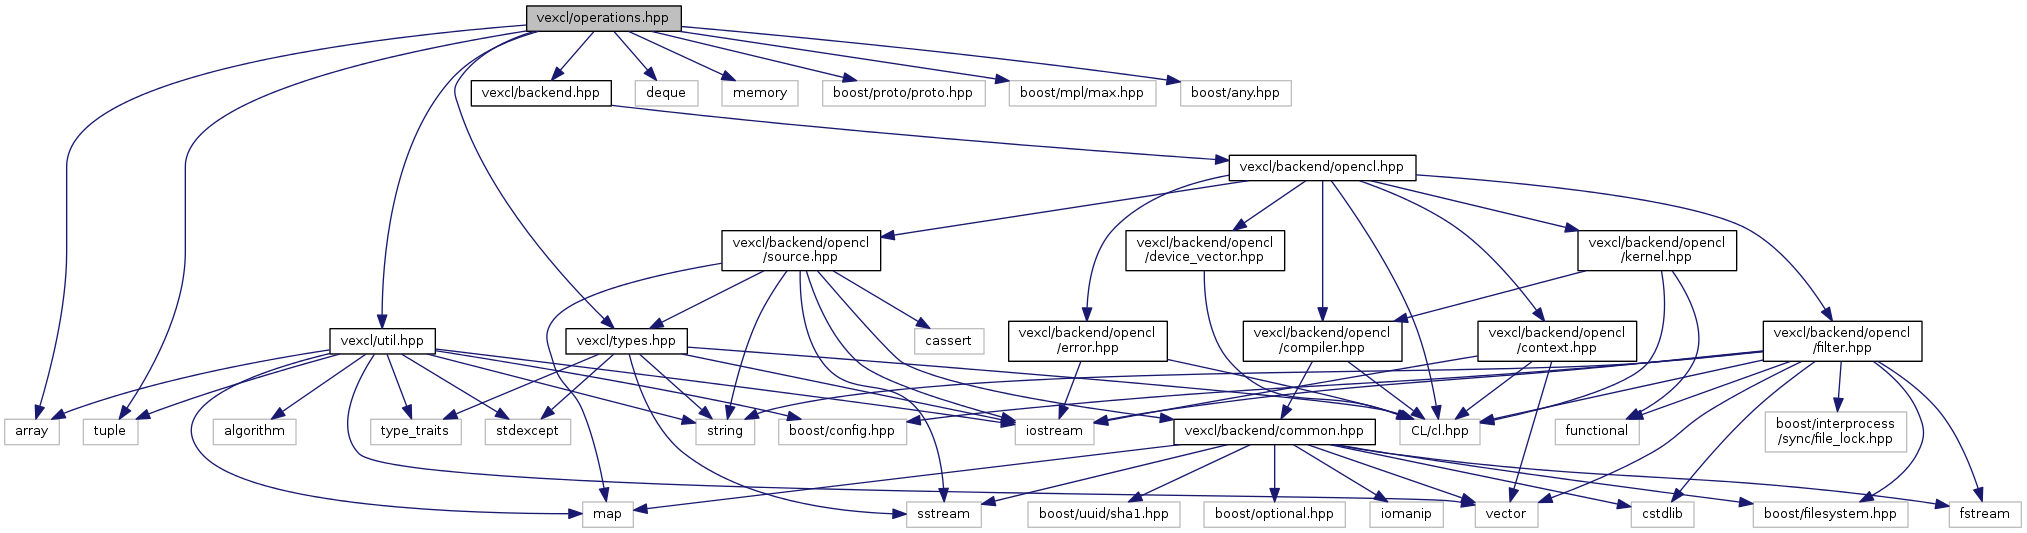 vexcl/operations.hpp
vexcl/backend.hpp
deque
memory
boost/proto/proto.hpp
boost/mpl/max.hpp
boost/any.hpp
vexcl/backend/opencl.hpp
vexcl/backend/opencl
/source.hpp
vexcl/backend/opencl
/device_vector.hpp
vexcl/backend/opencl
/kernel.hpp
vexcl/util.hpp
vexcl/types.hpp
cassert
vexcl/backend/opencl
/error.hpp
vexcl/backend/opencl
/compiler.hpp
vexcl/backend/opencl
/context.hpp
vexcl/backend/opencl
/filter.hpp
array
tuple
algorithm
type_traits
stdexcept
string
boost/config.hpp
iostream
vexcl/backend/common.hpp
CL/cl.hpp
functional
boost/interprocess
/sync/file_lock.hpp
map
sstream
boost/uuid/sha1.hpp
boost/optional.hpp
iomanip
vector
cstdlib
boost/filesystem.hpp
fstream